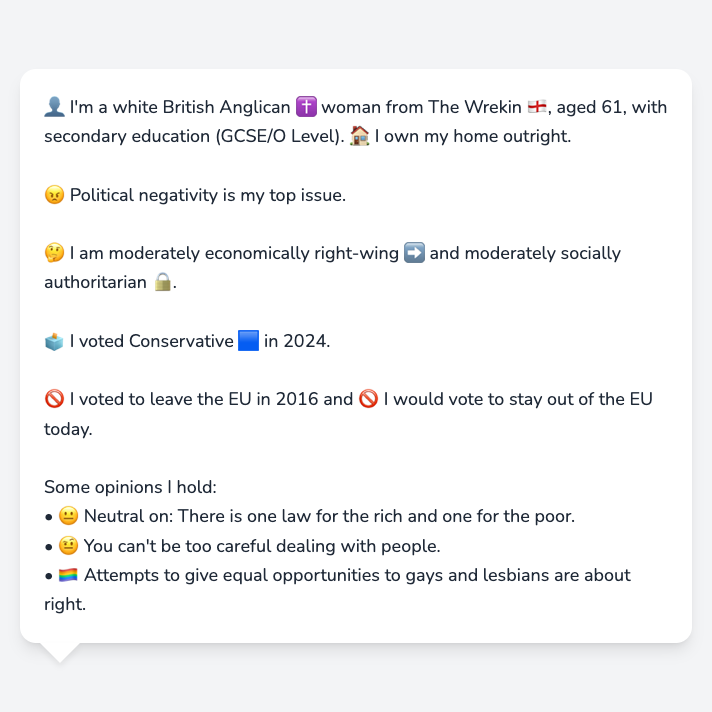 👤 I'm a white British Anglican ✝️ woman from The Wrekin 🏴󠁧󠁢󠁥󠁮󠁧󠁿, aged 61, with
secondary education (GCSE/O Level). 🏠 I own my home outright.
😠 Political negativity is my top issue.
🤔 I am moderately economically right-wing ➡️ and moderately socially
authoritarian 🔒.
🗳️ I voted Conservative 🟦 in 2024.
🚫 I voted to leave the EU in 2016 and 🚫 I would vote to stay out of the EU
today.
Some opinions I hold:
• 😐 Neutral on: There is one law for the rich and one for the poor.
• 🤨 You can't be too careful dealing with people.
• 🏳️‍🌈 Attempts to give equal opportunities to gays and lesbians are about
right.